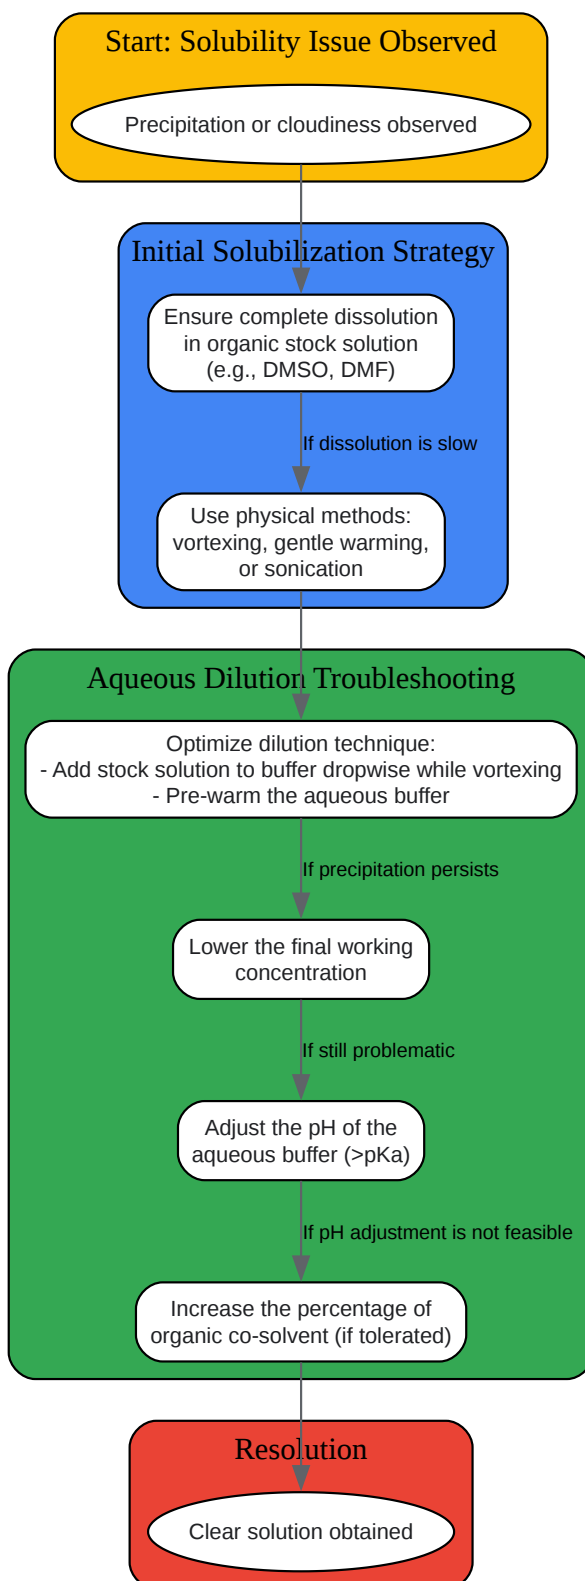 Start: Solubility Issue Observed
Precipitation or cloudiness observed
Initial Solubilization Strategy
Ensure complete dissolution
in organic stock solution
(e.g., DMSO, DMF)
If dissolution is slow
Use physical methods:
vortexing, gentle warming,
or sonication
Aqueous Dilution Troubleshooting
Optimize dilution technique:
- Add stock solution to buffer dropwise while vortexing
- Pre-warm the aqueous buffer
If precipitation persists
Lower the final working
concentration
If still problematic
Adjust the pH of the
aqueous buffer (>pKa)
If pH adjustment is not feasible
Increase the percentage of
organic co-solvent (if tolerated)
Resolution
Clear solution obtained